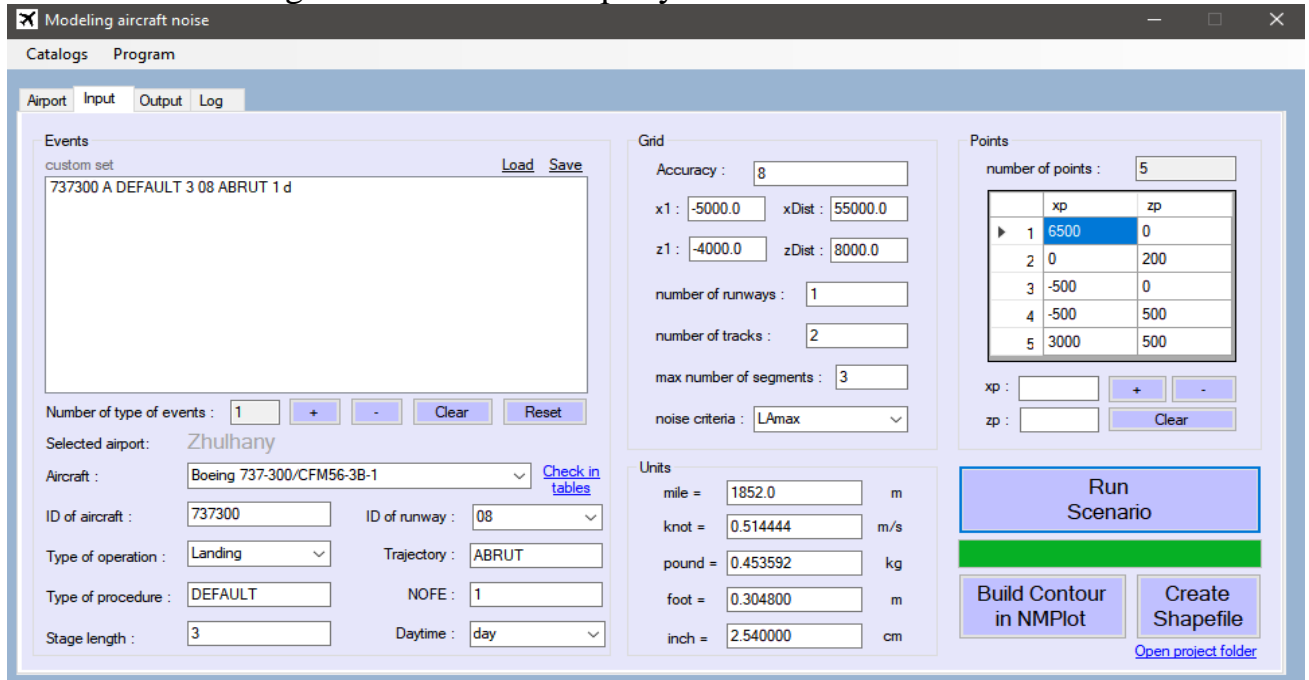 Modeling aircraft noise
Catalogs Program
Airport Input Output Log
Events
custom set Load Save
737300 A DEFAULT 3 08 ABRUT 1 d
Number of type of events : 1 + - Clear Reset
Selected airport: Zhulhany
Aircraft : Boeing 737-300/CFM56-3B-1 Check in tables
ID of aircraft : 737300 ID of runway : 08
Type of operation : Landing Trajectory : ABRUT
Type of procedure : DEFAULT NOFE : 1
Stage length : 3 Daytime : day
Grid
Accuracy : 8
x1 : -5000.0 xDist : 55000.0
z1 : -4000.0 zDist : 8000.0
number of runways : 1
number of tracks : 2
max number of segments : 3
noise criteria : LAmax
Units
mile = 1852.0 m
knot = 0.514444 m/s
pound = 0.453592 kg
foot = 0.304800 m
inch = 2.540000 cm
Points
number of points : 5
xp zp
1 6500 0
2 0 200
3 -500 0
4 -500 500
5 3000 500
xp : + -
zp : Clear
Run
Scenario
Build Contour
in NMPlot
Create
Shapefile
Open project folder